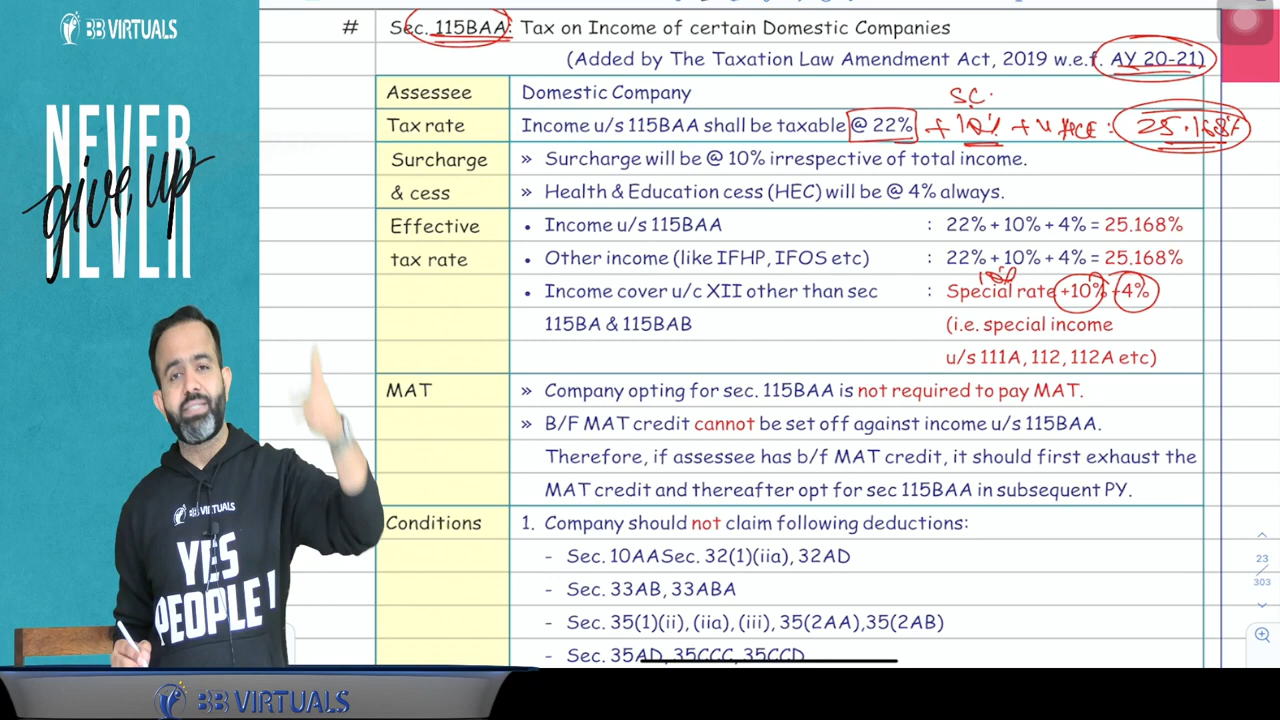 BB VIRTUALS
NEVER
give up
NEVER
BB VIRTUALS
YES
PEOPLE!
BB VIRTUALS
# Sec. 115BAA: Tax on Income of certain Domestic Companies
(Added by The Taxation Law Amendment Act, 2019 w.e.f. AY 20-21)
Assessee Domestic Company
S.C.
Tax rate Income u/s 115BAA shall be taxable @ 22% + 10% + 4% HEC : 25.168%
Surcharge » Surcharge will be @ 10% irrespective of total income.
& cess » Health & Education cess (HEC) will be @ 4% always.
Effective • Income u/s 115BAA : 22% + 10% + 4% = 25.168%
tax rate • Other income (like IFHP, IFOS etc) : 22% + 10% + 4% = 25.168%
• Income cover u/c XII other than sec : Special rate +10% +4%
115BA & 115BAB (i.e. special income
u/s 111A, 112, 112A etc)
MAT » Company opting for sec. 115BAA is not required to pay MAT.
» B/F MAT credit cannot be set off against income u/s 115BAA.
Therefore, if assessee has b/f MAT credit, it should first exhaust the
MAT credit and thereafter opt for sec 115BAA in subsequent PY.
Conditions 1. Company should not claim following deductions:
- Sec. 10AASec. 32(1)(iia), 32AD
- Sec. 33AB, 33ABA
- Sec. 35(1)(ii), (iia), (iii), 35(2AA),35(2AB)
- Sec. 35AD, 35CCC, 35CCD
23
303